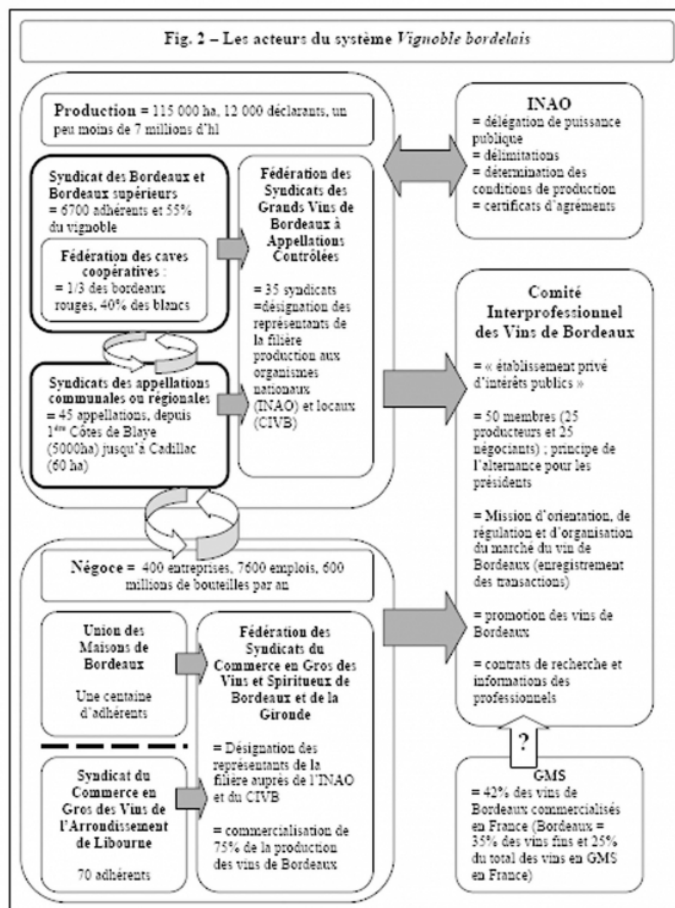 Fig. 2 – Les acteurs du système Vignoble bordelais
Production = 115 000 ha, 12 000 déclarants, un
peu moins de 7 millions d'hl
Syndicat des Bordeaux et
Bordeaux supérieurs
= 6700 adhérents et 55%
du vignoble
Fédération des caves
coopératives :
= 1/3 des bordeaux
rouges, 40% des blancs
Syndicats des appellations
communales ou régionales
= 45 appellations, depuis
1ères Côtes de Blaye
(5000ha) jusqu'à Cadillac
(60 ha)
Fédération des
Syndicats des
Grands Vins de
Bordeaux à
Appellations
Contrôlées
= 35 syndicats
=désignation des
représentants de
la filière
production aux
organismes
nationaux
(INAO) et locaux
(CIVB)
INAO
= délégation de puissance
publique
= délimitations
= détermination des
conditions de production
= certificats d'agréments
Comité
Interprofessionnel
des Vins de Bordeaux
= « établissement privé
d'intérêts publics »
= 50 membres (25
producteurs et 25
négociants) ; principe de
l'alternance pour les
présidents
= Mission d'orientation, de
régulation et d'organisation
du marché du vin de
Bordeaux (enregistrement
des transactions)
= promotion des vins de
Bordeaux
= contrats de recherche et
informations des
professionnels
Négoce = 400 entreprises, 7600 emplois, 600
millions de bouteilles par an
Union des
Maisons de
Bordeaux
Une centaine
d'adhérents
Syndicat du
Commerce en
Gros des Vins de
l'Arrondissement
de Libourne
70 adhérents
Fédération des
Syndicats du
Commerce en Gros des
Vins et Spiritueux de
Bordeaux et de la
Gironde
= Désignation des
représentants de la
filière auprès de l'INAO
et du CIVB
= commercialisation de
75% de la production
des vins de Bordeaux
?
GMS
= 42% des vins de
Bordeaux commercialisés
en France (Bordeaux =
35% des vins fins et 25%
du total des vins en GMS
en France)